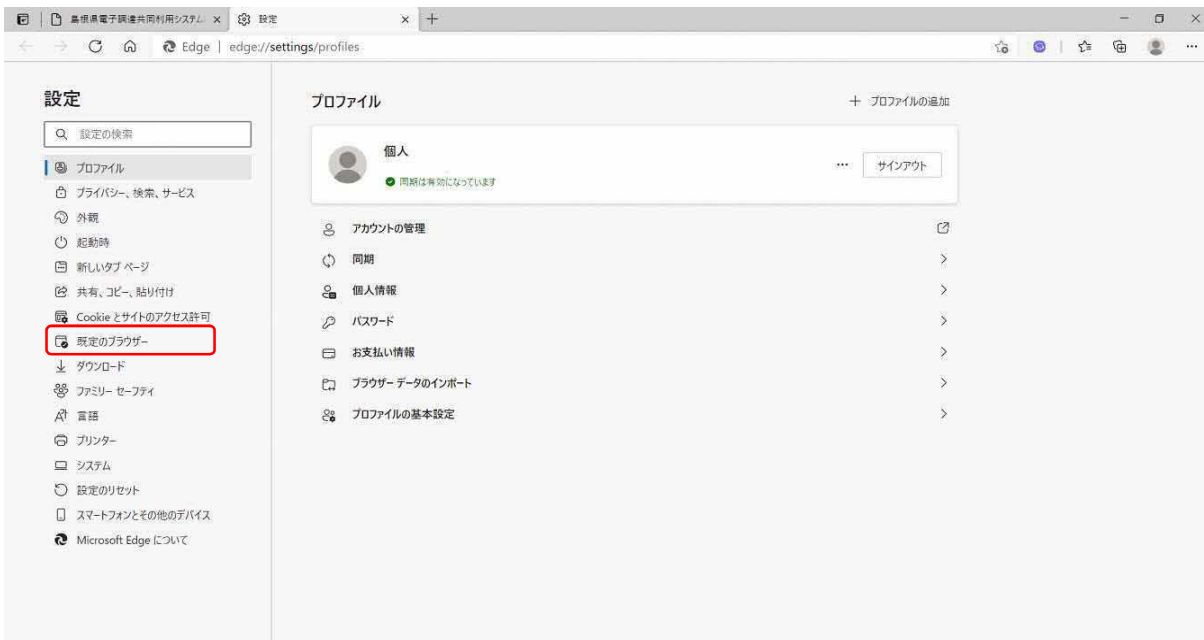 島根県電子調達共同利用システム
設定
Edge | edge://settings/profiles
設定
設定の検索
プロファイル
プライバシー、検索、サービス
外観
起動時
新しいタブ ページ
共有、コピー、貼り付け
Cookie とサイトのアクセス許可
既定のブラウザー
ダウンロード
ファミリー セーフティ
言語
プリンター
システム
設定のリセット
スマートフォンとその他のデバイス
Microsoft Edge について
プロファイル
プロファイルの追加
個人
同期は有効になっています
サインアウト
アカウントの管理
同期
個人情報
パスワード
お支払い情報
ブラウザー データのインポート
プロファイルの基本設定